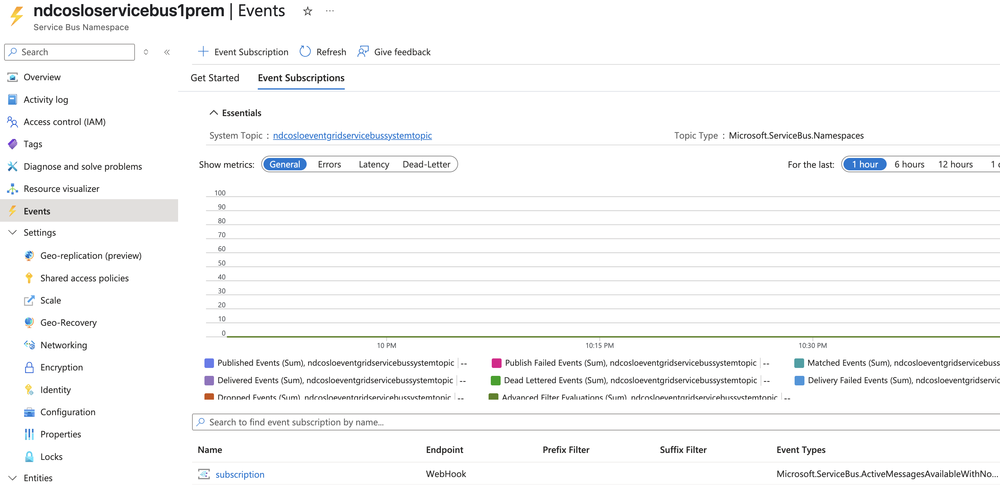 ndcosloservicebus1prem | Events ☆ ···
Service Bus Namespace
Search
Overview
Activity log
Access control (IAM)
Tags
Diagnose and solve problems
Resource visualizer
Events
Settings
Geo-replication (preview)
Shared access policies
Scale
Geo-Recovery
Networking
Encryption
Identity
Configuration
Properties
Locks
Entities
Event Subscription Refresh Give feedback
Get Started Event Subscriptions
Essentials
System Topic : ndcosloeventgridservicebussystemtopic Topic Type : Microsoft.ServiceBus.Namespaces
Show metrics: General Errors Latency Dead-Letter For the last: 1 hour 6 hours 12 hours 1
100
90
80
70
60
50
40
30
20
10
0
10 PM 10:15 PM 10:30 PM
Published Events (Sum), ndcosloeventgridservicebussystemtopic -- Publish Failed Events (Sum), ndcosloeventgridservicebussystemtopic -- Matched Events (Sum), ndcosloeventgridservicebuss
Delivered Events (Sum), ndcosloeventgridservicebussystemtopic -- Dead Lettered Events (Sum), ndcosloeventgridservicebussystemtopic -- Delivery Failed Events (Sum), ndcosloeventgridservic
Dropped Events (Sum), ndcosloeventgridservicebussystemtopic -- Advanced Filter Evaluations (Sum), ndcosloeventgridservicebussystemtopic --
Search to find event subscription by name...
Name Endpoint Prefix Filter Suffix Filter Event Types
subscription WebHook Microsoft.ServiceBus.ActiveMessagesAvailableWithNo...